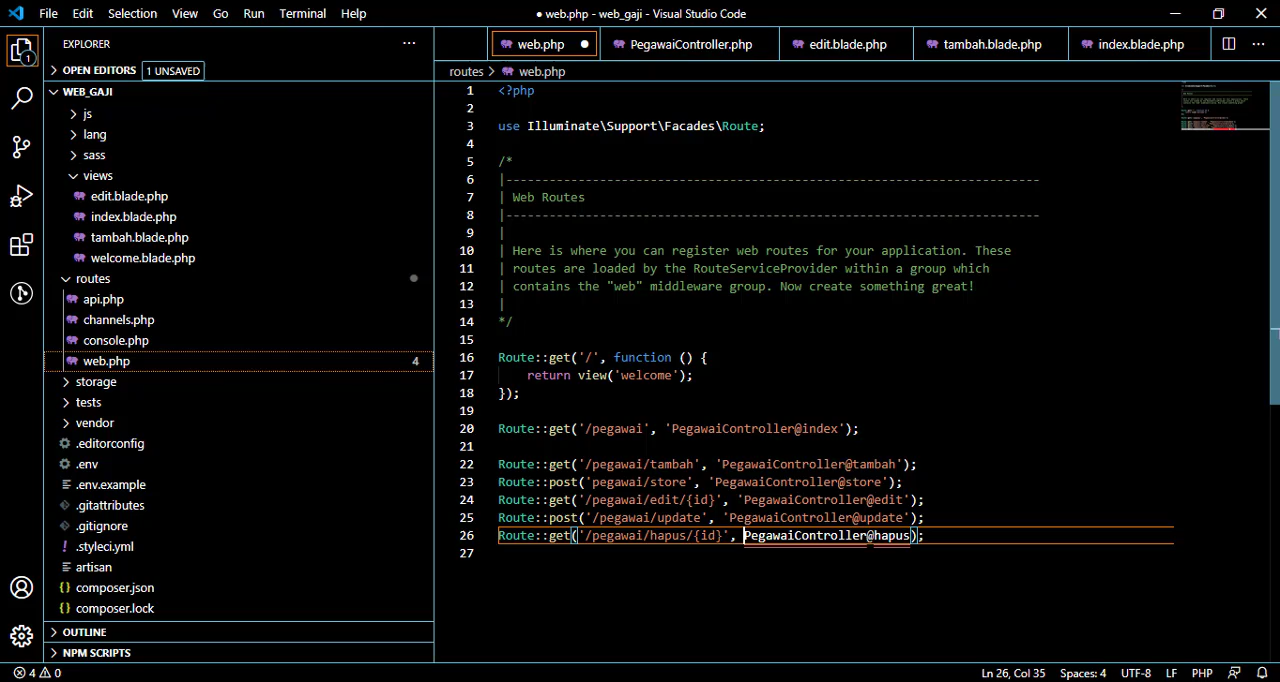 File Edit Selection View Go Run Terminal Help
● web.php - web_gaji - Visual Studio Code
EXPLORER
OPEN EDITORS 1 UNSAVED
WEB_GAJI
js
lang
sass
views
edit.blade.php
index.blade.php
tambah.blade.php
welcome.blade.php
routes
api.php
channels.php
console.php
web.php 4
storage
tests
vendor
.editorconfig
.env
.env.example
.gitattributes
.gitignore
.styleci.yml
artisan
composer.json
composer.lock
OUTLINE
NPM SCRIPTS
1
web.php
PegawaiController.php
edit.blade.php
tambah.blade.php
index.blade.php
routes > web.php
1 <?php
2
3 use Illuminate\Support\Facades\Route;
4
5 /*
6 |--------------------------------------------------------------------------
7 | Web Routes
8 |--------------------------------------------------------------------------
9 |
10 | Here is where you can register web routes for your application. These
11 | routes are loaded by the RouteServiceProvider within a group which
12 | contains the "web" middleware group. Now create something great!
13 |
14 */
15
16 Route::get('/', function () {
17     return view('welcome');
18 });
19
20 Route::get('/pegawai', 'PegawaiController@index');
21
22 Route::get('/pegawai/tambah', 'PegawaiController@tambah');
23 Route::post('pegawai/store', 'PegawaiController@store');
24 Route::get('/pegawai/edit/{id}', 'PegawaiController@edit');
25 Route::post('/pegawai/update', 'PegawaiController@update');
26 Route::get('/pegawai/hapus/{id}', PegawaiController@hapus);
27
4 0
Ln 26, Col 35 Spaces: 4 UTF-8 LF PHP